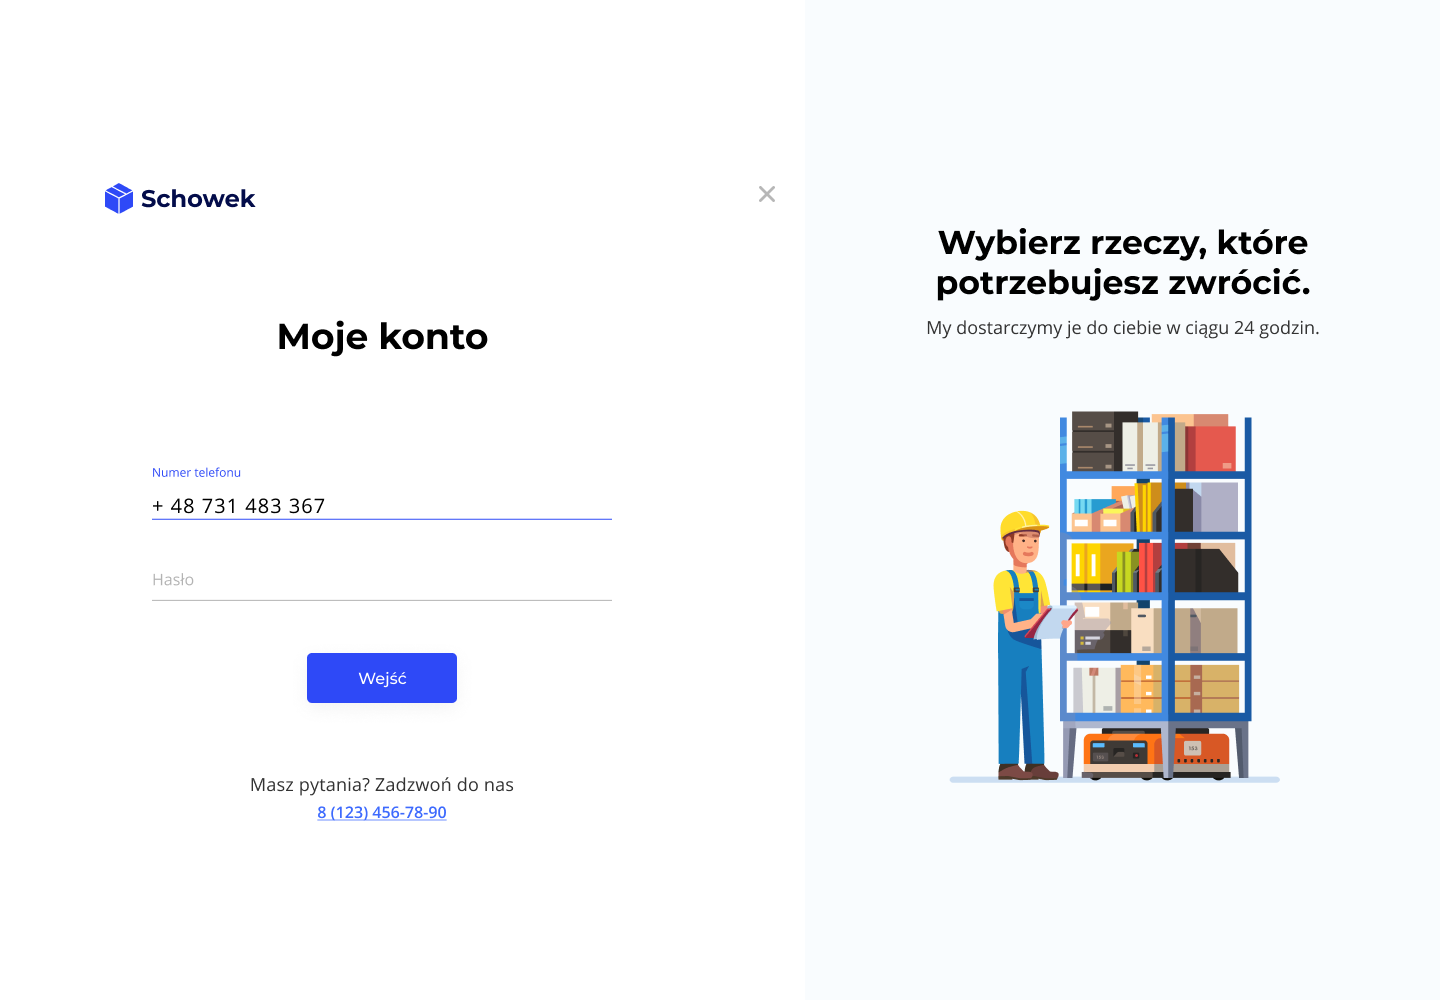 Schowek
Moje konto
Numer telefonu
+ 48 731 483 367
Hasło
Wejść
Masz pytania? Zadzwoń do nas
8 (123) 456-78-90
Wybierz rzeczy, które
potrzebujesz zwrócić.
My dostarczymy je do ciebie w ciągu 24 godzin.